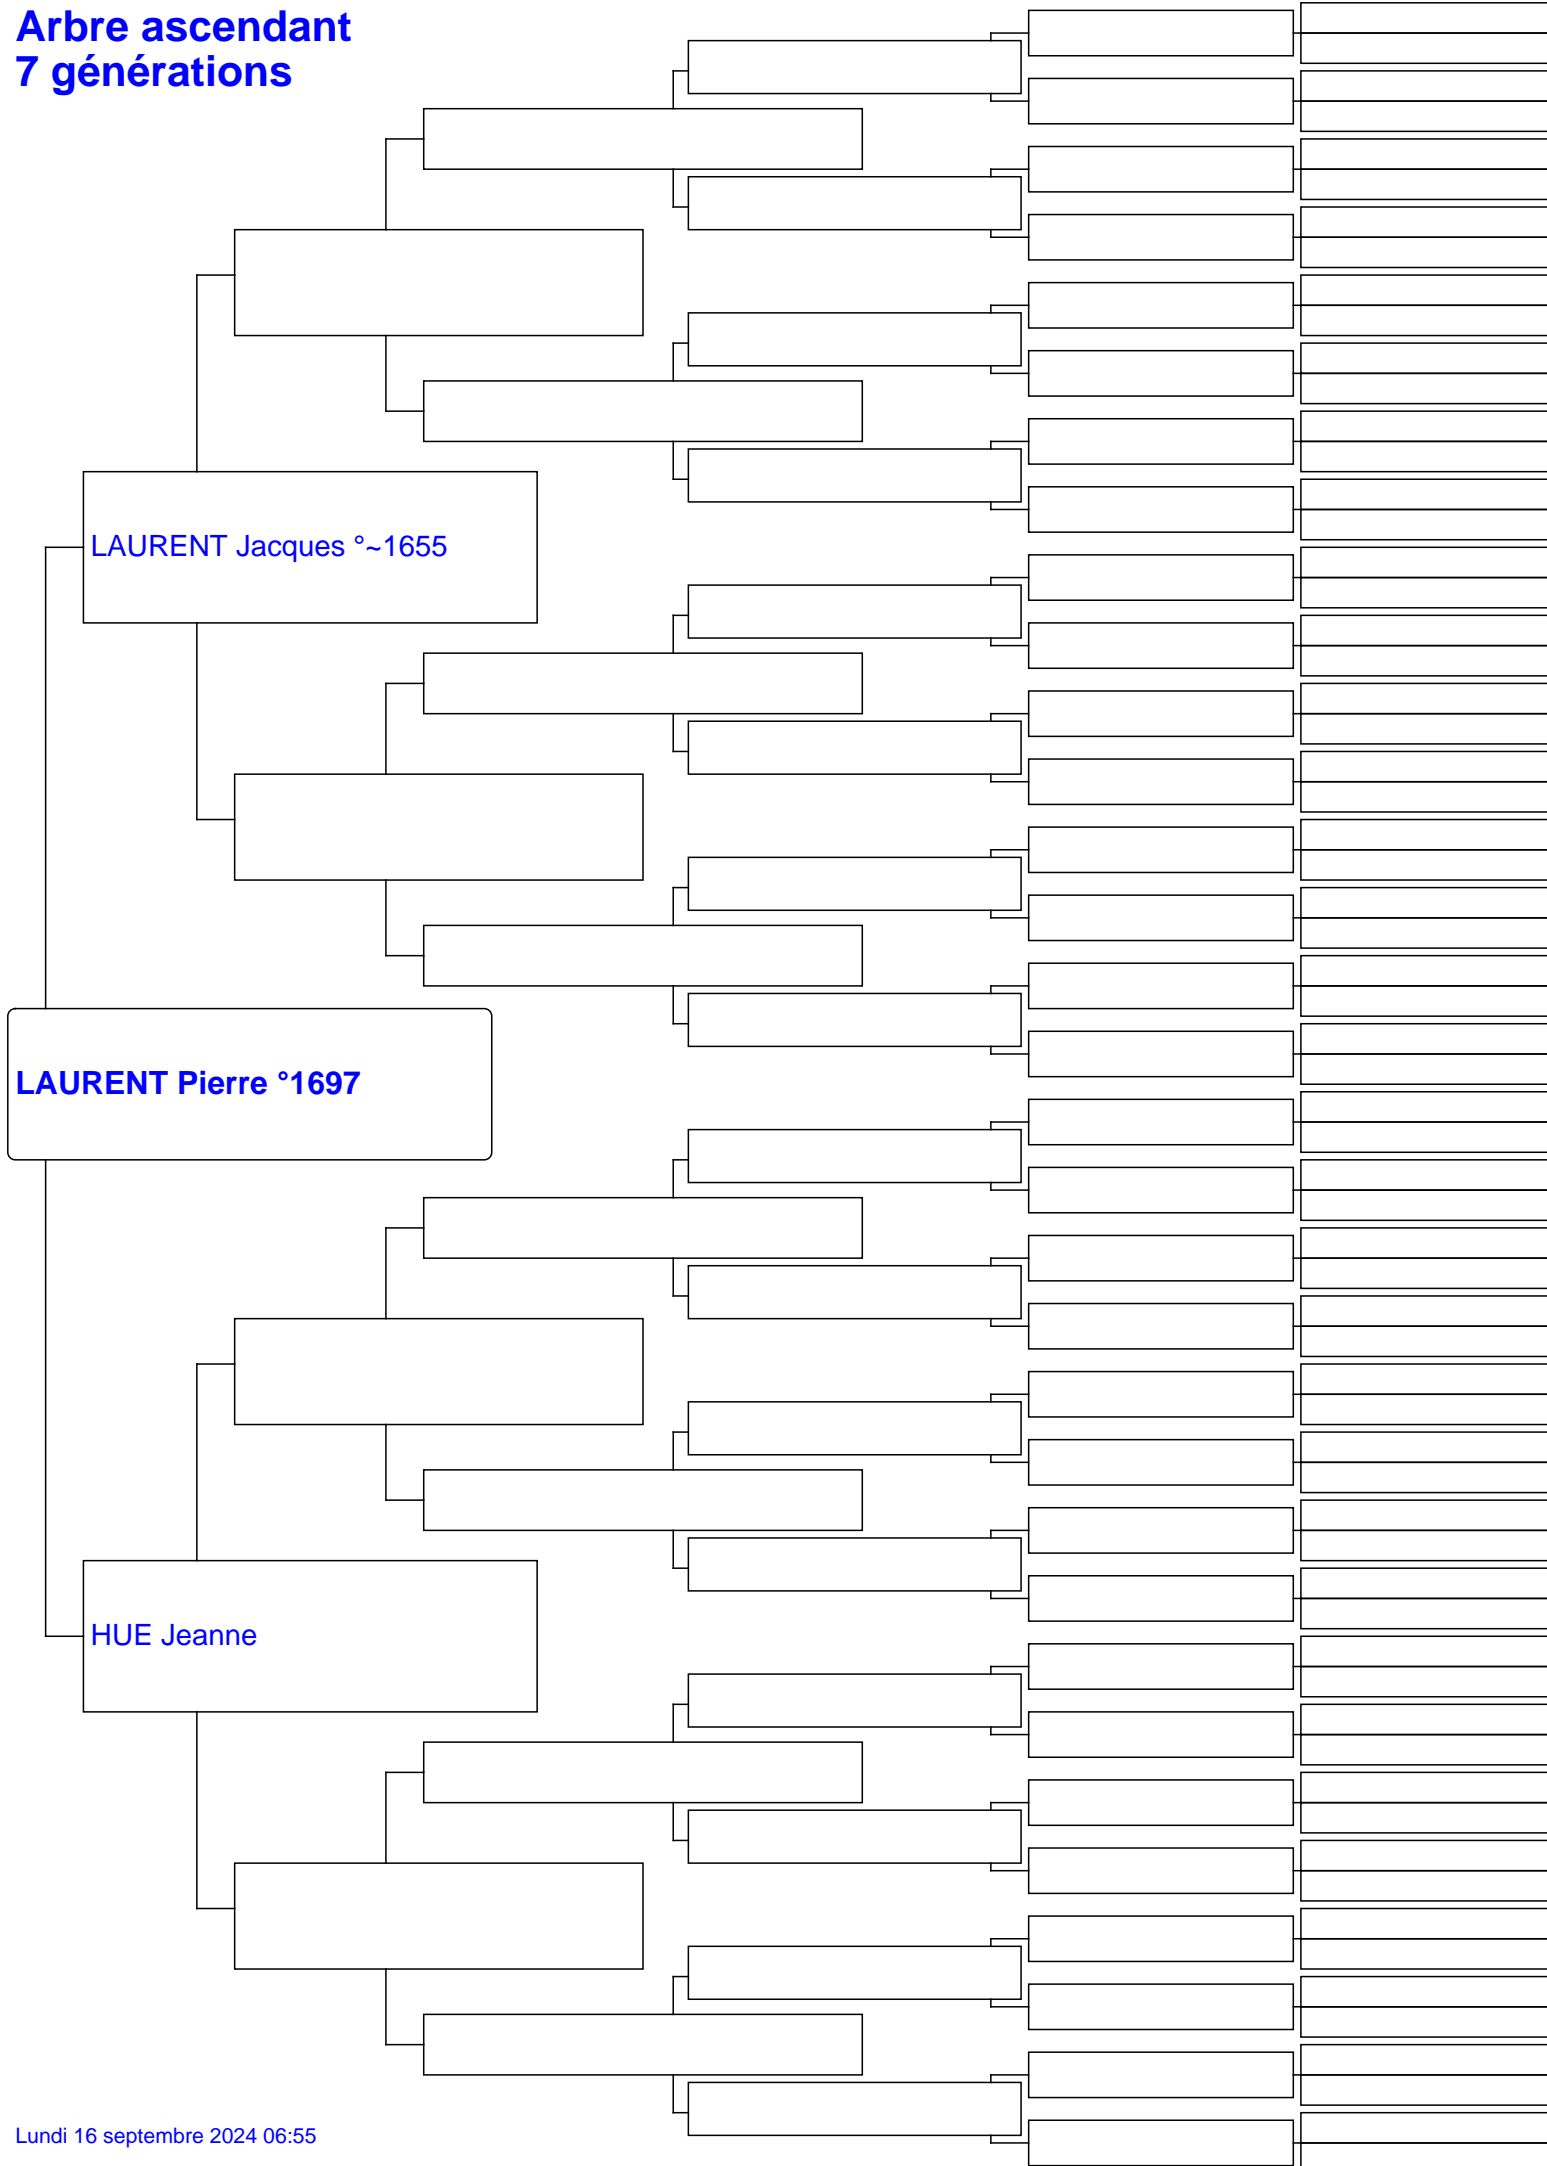 Arbre ascendant
7 générations
LAURENT Jacques °~1655
LAURENT Pierre °1697
HUE Jeanne
Lundi 16 septembre 2024 06:55